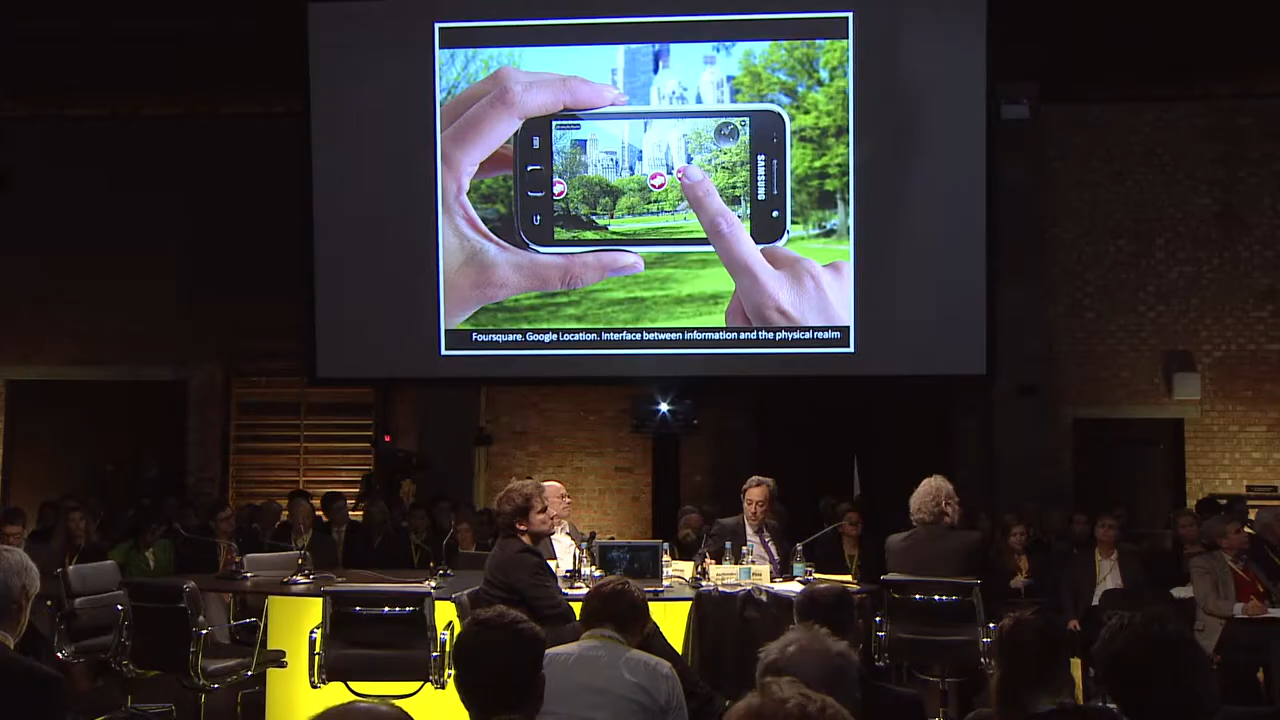 SAMSUNG
Foursquare. Google Location. Interface between information and the physical realm